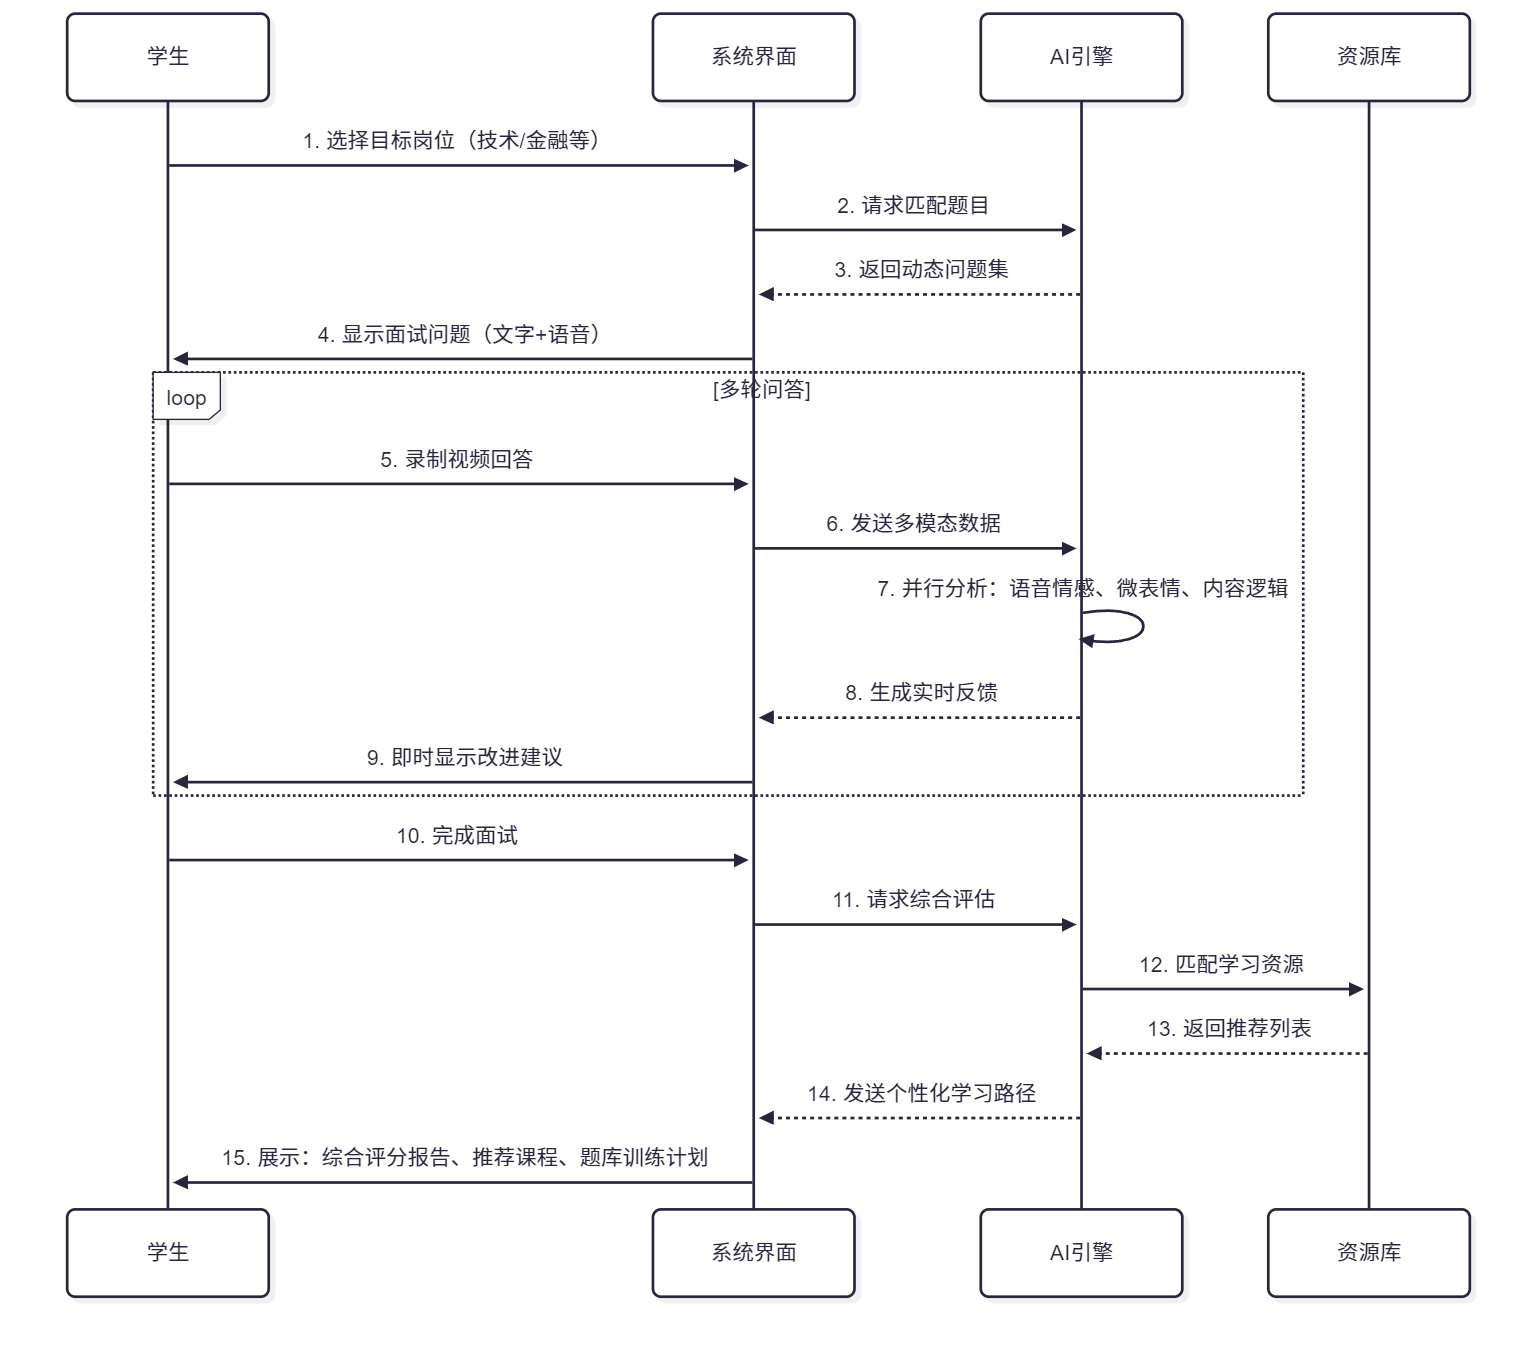 学生
系统界面
AI引擎
资源库
1. 选择目标岗位（技术/金融等）
2. 请求匹配题目
3. 返回动态问题集
4. 显示面试问题（文字+语音）
loop
[多轮问答]
5. 录制视频回答
6. 发送多模态数据
7. 并行分析：语音情感、微表情、内容逻辑
8. 生成实时反馈
9. 即时显示改进建议
10. 完成面试
11. 请求综合评估
12. 匹配学习资源
13. 返回推荐列表
14. 发送个性化学习路径
15. 展示：综合评分报告、推荐课程、题库训练计划
学生
系统界面
AI引擎
资源库